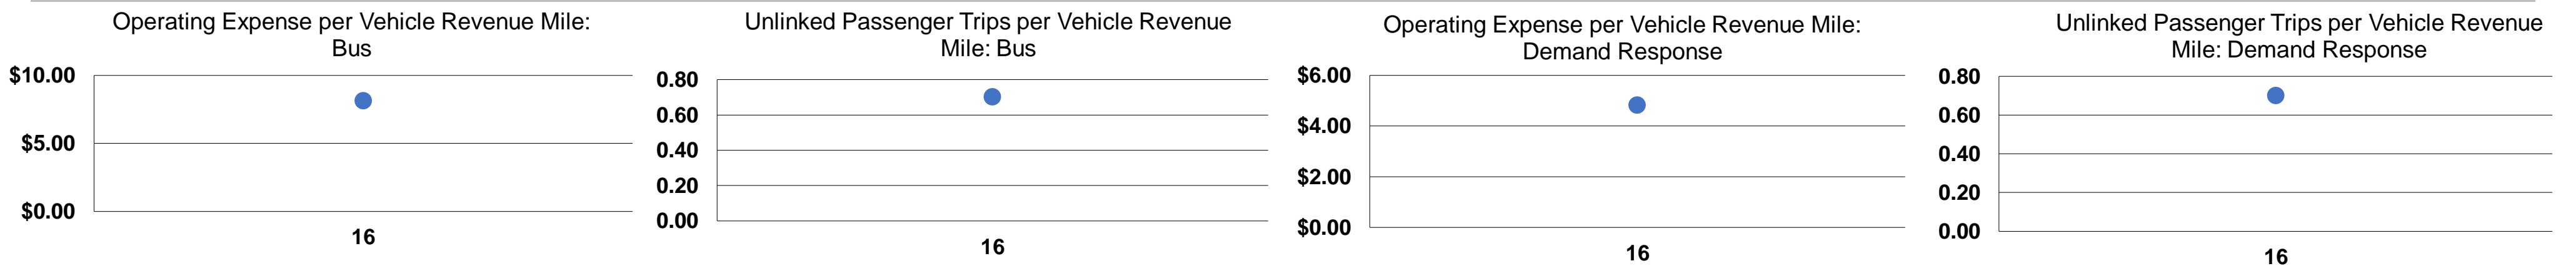 Operating Expense per Vehicle Revenue Mile:
Bus
$10.00
$5.00
$0.00
16
Unlinked Passenger Trips per Vehicle Revenue
Mile: Bus
0.80
0.60
0.40
0.20
0.00
16
Operating Expense per Vehicle Revenue Mile:
Demand Response
$6.00
$4.00
$2.00
$0.00
16
Unlinked Passenger Trips per Vehicle Revenue
Mile: Demand Response
0.80
0.60
0.40
0.20
0.00
16